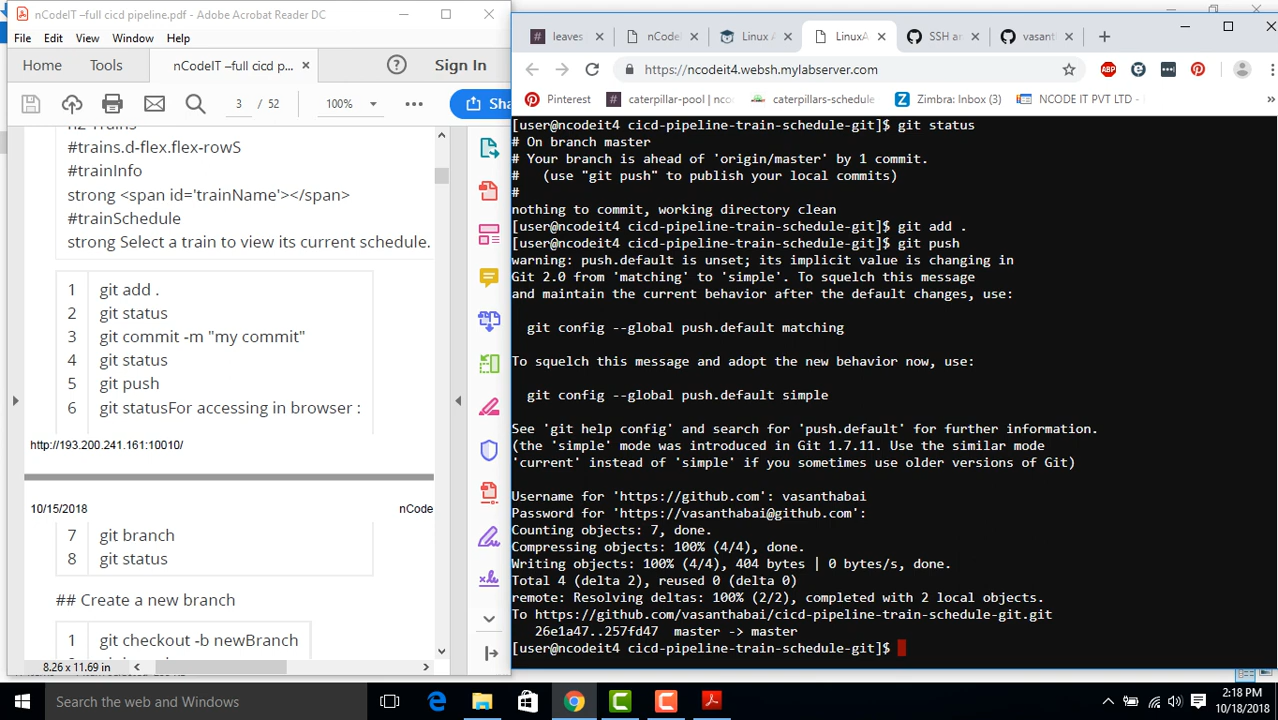 nCodeIT –full cicd pipeline.pdf - Adobe Acrobat Reader DC
File Edit View Window Help
Home Tools nCodeIT –full cicd p... Sign In
3 / 52 100% Sha
#trains.d-flex.flex-rowS
#trainInfo
strong <span id='trainName'></span>
#trainSchedule
strong Select a train to view its current schedule.
1 git add .
2 git status
3 git commit -m "my commit"
4 git status
5 git push
6 git statusFor accessing in browser :
http://193.200.241.161:10010/
10/15/2018 nCode
7 git branch
8 git status
## Create a new branch
1 git checkout -b newBranch
8.26 x 11.69 in
leaves nCodeI Linux A LinuxA SSH an vasanth
https://ncodeit4.websh.mylabserver.com
ABP
Pinterest caterpillar-pool | nco caterpillars-schedule Zimbra: Inbox (3) NCODE IT PVT LTD -
[user@ncodeit4 cicd-pipeline-train-schedule-git]$ git status
# On branch master
# Your branch is ahead of 'origin/master' by 1 commit.
#   (use "git push" to publish your local commits)
#
nothing to commit, working directory clean
[user@ncodeit4 cicd-pipeline-train-schedule-git]$ git add .
[user@ncodeit4 cicd-pipeline-train-schedule-git]$ git push
warning: push.default is unset; its implicit value is changing in
Git 2.0 from 'matching' to 'simple'. To squelch this message
and maintain the current behavior after the default changes, use:
git config --global push.default matching
To squelch this message and adopt the new behavior now, use:
git config --global push.default simple
See 'git help config' and search for 'push.default' for further information.
(the 'simple' mode was introduced in Git 1.7.11. Use the similar mode
'current' instead of 'simple' if you sometimes use older versions of Git)
Username for 'https://github.com': vasanthabai
Password for 'https://vasanthabai@github.com':
Counting objects: 7, done.
Compressing objects: 100% (4/4), done.
Writing objects: 100% (4/4), 404 bytes | 0 bytes/s, done.
Total 4 (delta 2), reused 0 (delta 0)
remote: Resolving deltas: 100% (2/2), completed with 2 local objects.
To https://github.com/vasanthabai/cicd-pipeline-train-schedule-git.git
26e1a47..257fd47  master -> master
[user@ncodeit4 cicd-pipeline-train-schedule-git]$
Search the web and Windows
2:18 PM
10/18/2018